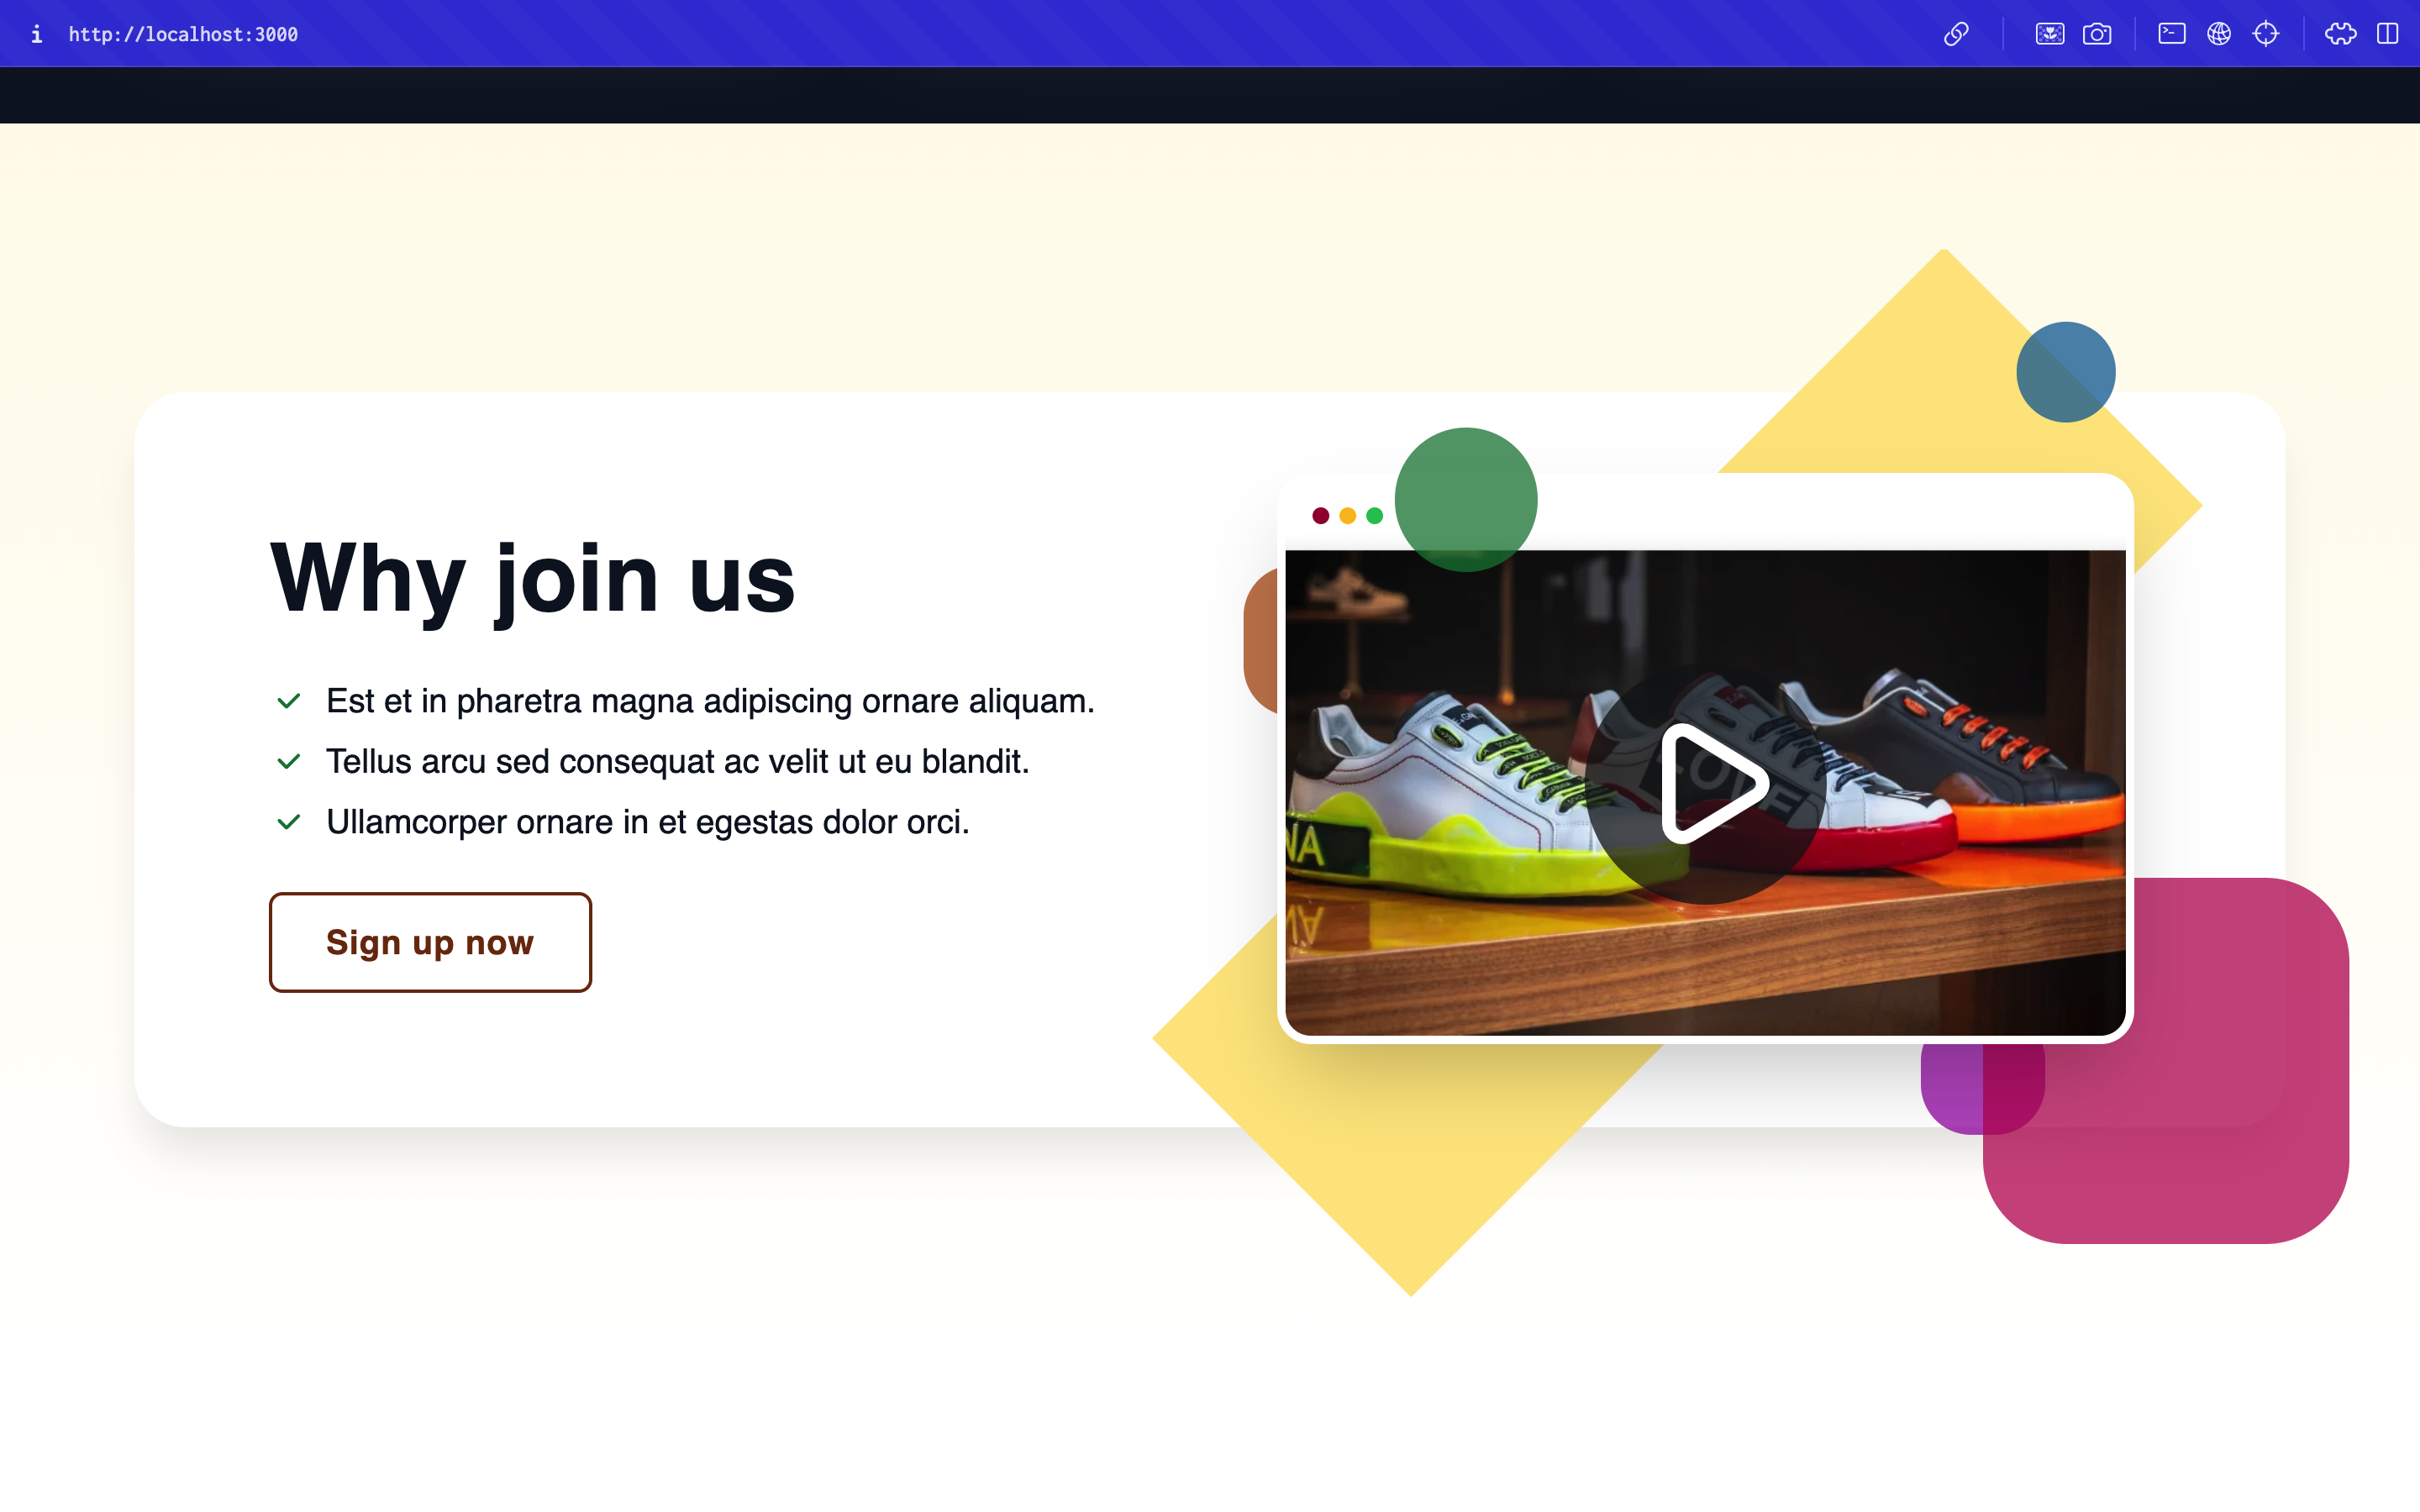 http://localhost:3000
Why join us
Est et in pharetra magna adipiscing ornare aliquam.
Tellus arcu sed consequat ac velit ut eu blandit.
Ullamcorper ornare in et egestas dolor orci.
Sign up now